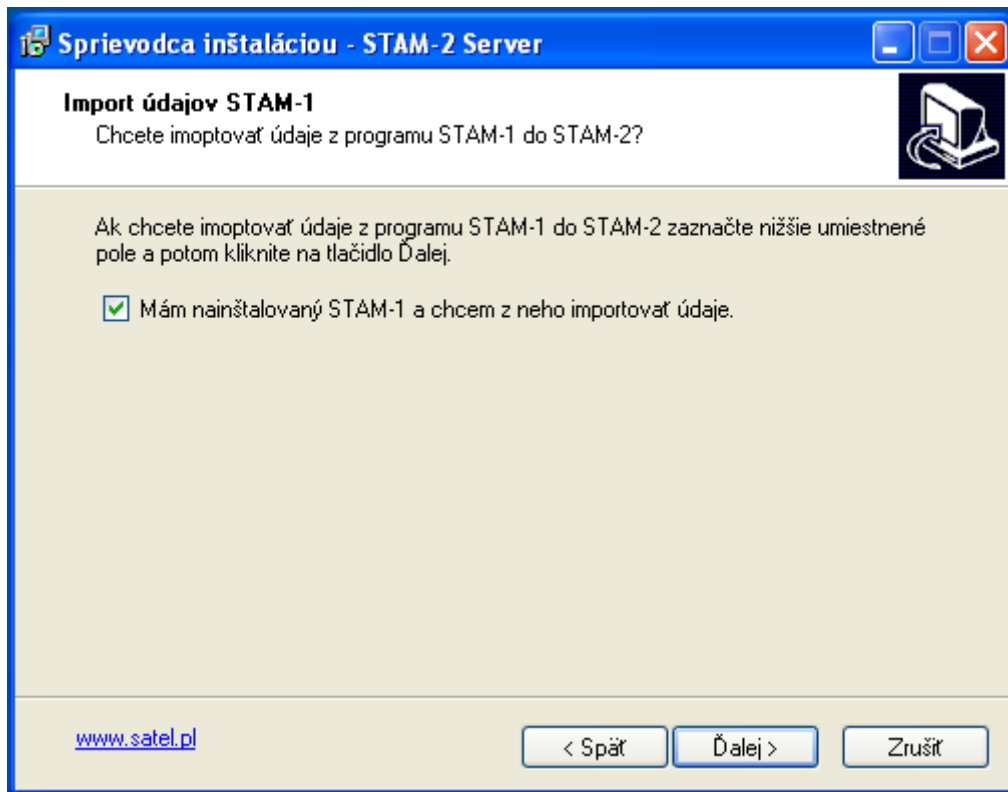 Sprievodca inštaláciou - STAM-2 Server
Import údajov STAM-1
Chcete imoptovať údaje z programu STAM-1 do STAM-2?
Ak chcete imoptovať údaje z programu STAM-1 do STAM-2 zaznačte nižšie umiestnené
pole a potom kliknite na tlačidlo Ďalej.
Mám nainštalovaný STAM-1 a chcem z neho importovať údaje.
www.satel.pl
< Späť
Ďalej >
Zrušiť